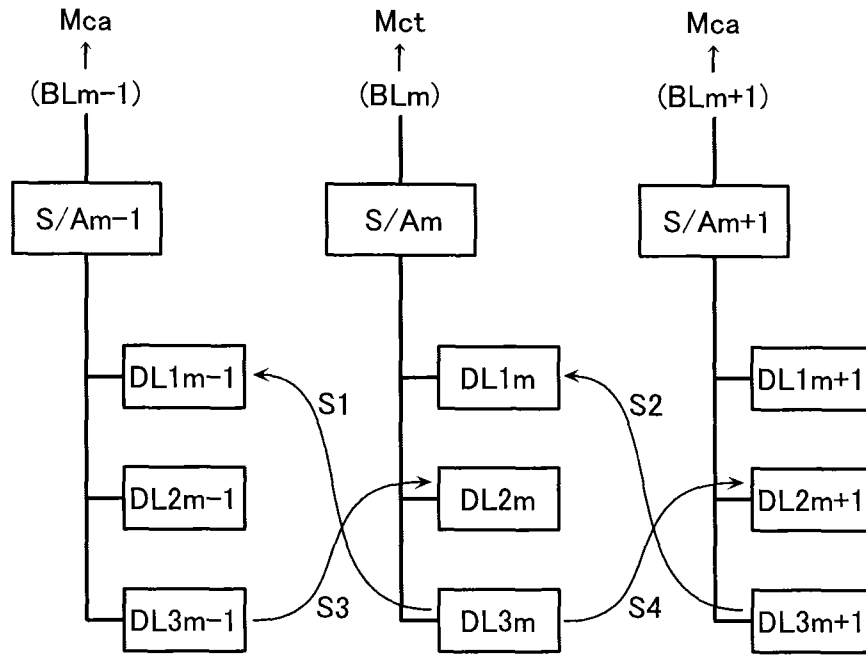 Mca Mct Mca
(BLm-1) (BLm) (BLm+1)
S/Am-1 S/Am S/Am+1
DL1m-1 DL1m DL1m+1
S1 S2
DL2m-1 DL2m DL2m+1
S3 S4
DL3m-1 DL3m DL3m+1